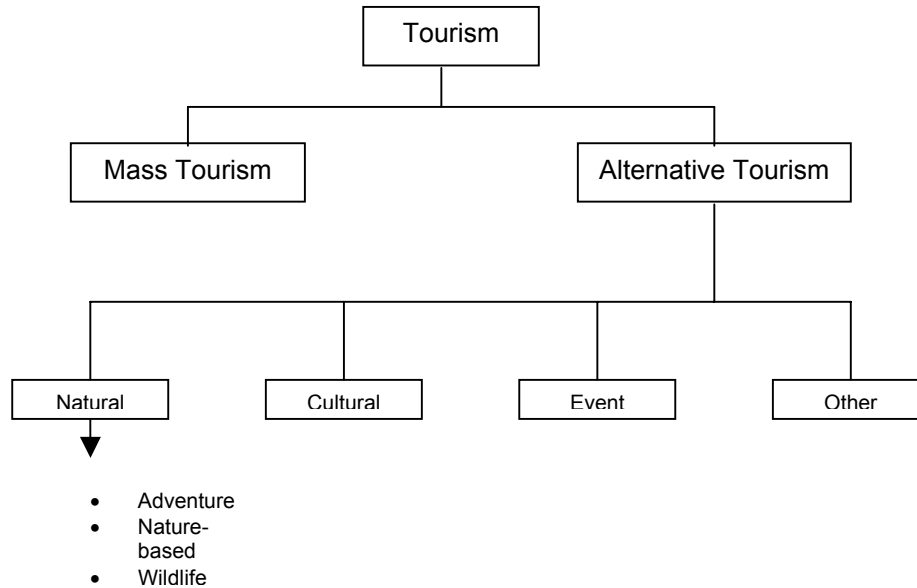 Tourism
Mass Tourism
Alternative Tourism
Natural
Cultural
Event
Other
• Adventure
• Nature-
based
• Wildlife